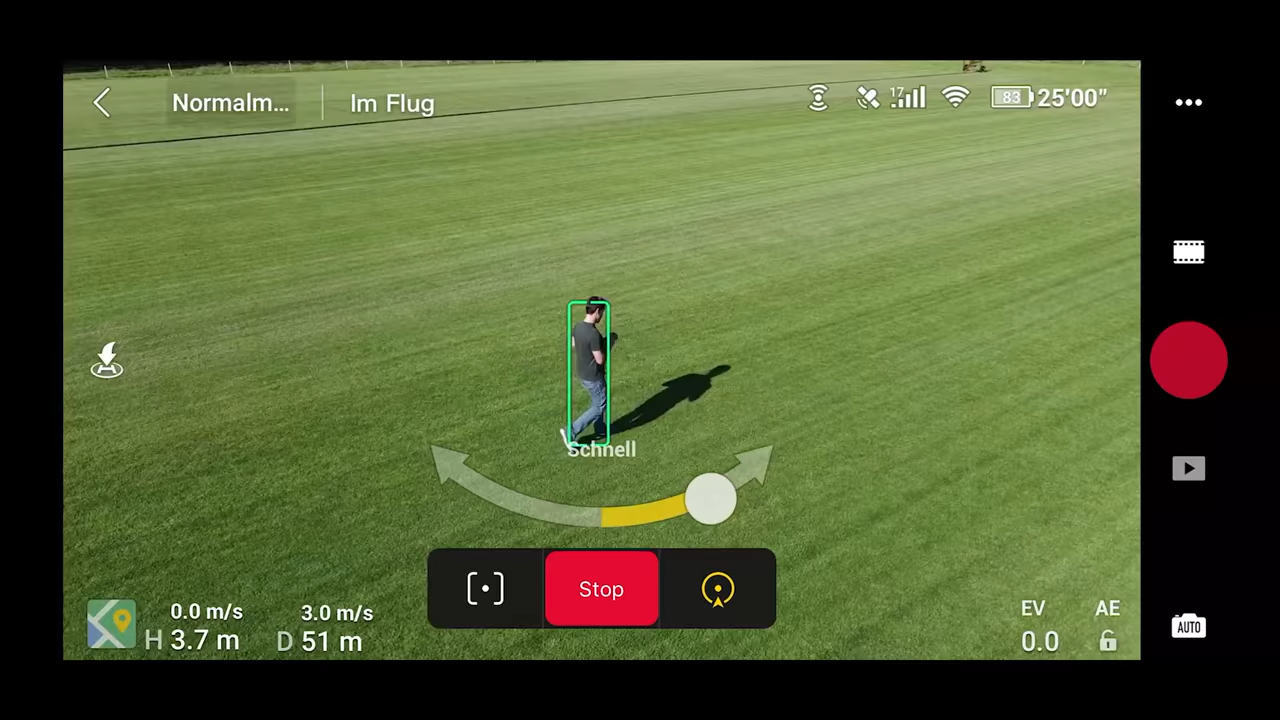 Normalm...
Im Flug
17
83
25'00"
Schnell
Stop
0.0 m/s
3.0 m/s
H 3.7 m
D 51 m
EV
AE
0.0
AUTO